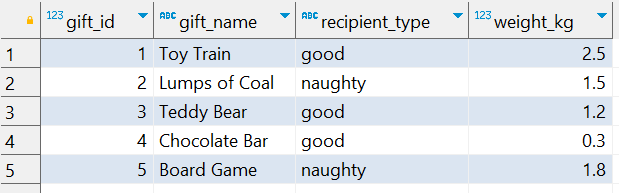 123 gift_id ABC gift_name ABC recipient_type 123 weight_kg
1 1 Toy Train good 2.5
2 2 Lumps of Coal naughty 1.5
3 3 Teddy Bear good 1.2
4 4 Chocolate Bar good 0.3
5 5 Board Game naughty 1.8